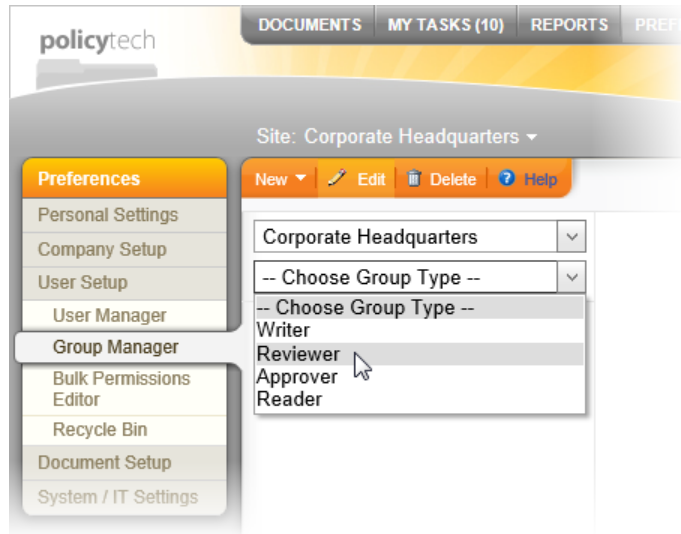 policytech
DOCUMENTS MY TASKS (10) REPORTS PREF
Site: Corporate Headquarters
Preferences
New Edit Delete Help
Personal Settings
Company Setup
User Setup
User Manager
Group Manager
Bulk Permissions
Editor
Recycle Bin
Document Setup
System / IT Settings
Corporate Headquarters
-- Choose Group Type --
-- Choose Group Type --
Writer
Reviewer
Approver
Reader